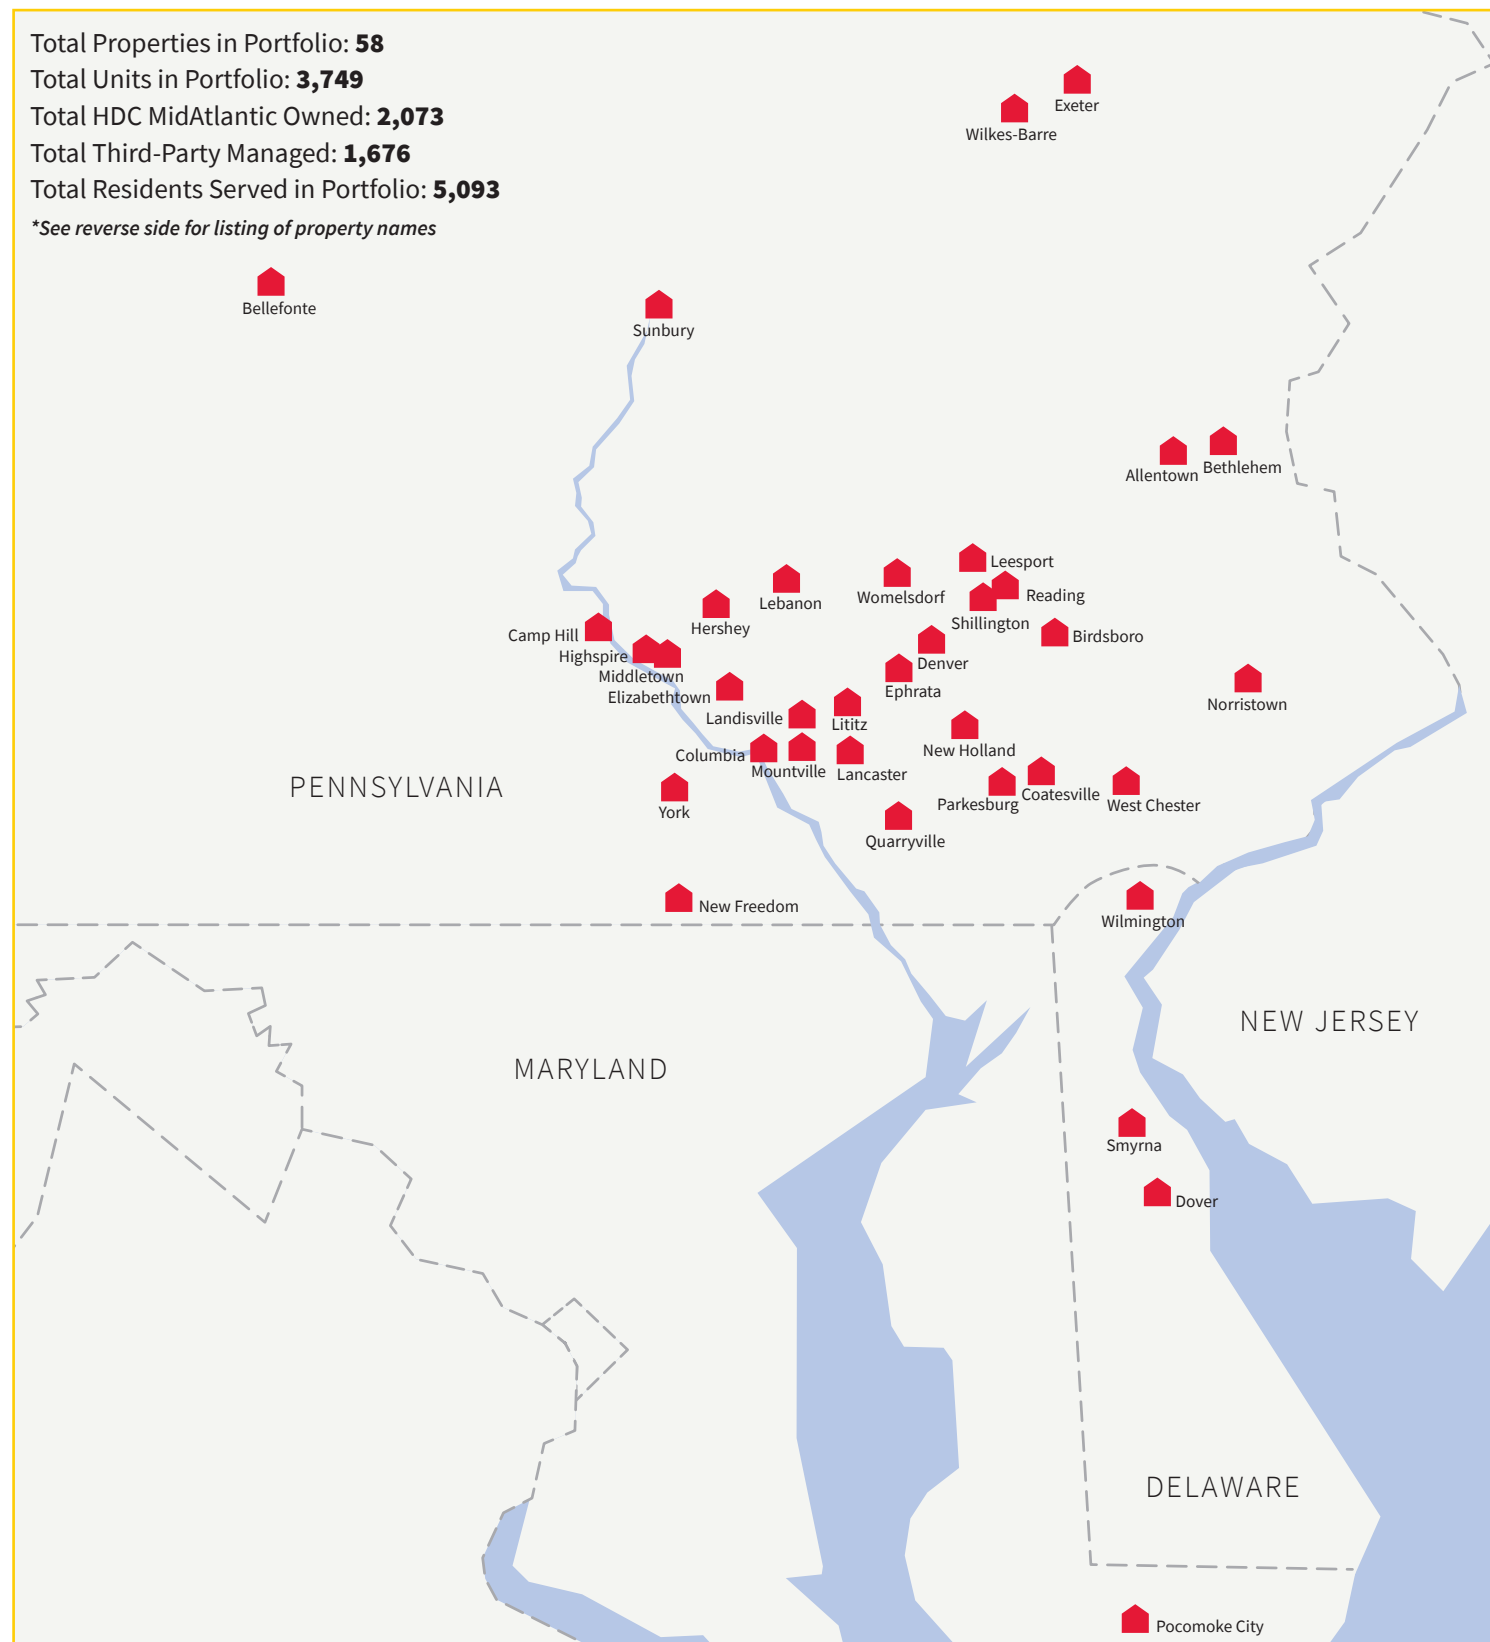 Total Properties in Portfolio: 58
Total Units in Portfolio: 3,749
Total HDC MidAtlantic Owned: 2,073
Total Third-Party Managed: 1,676
Total Residents Served in Portfolio: 5,093
*See reverse side for listing of property names
Exeter
Wilkes-Barre
Bellefonte
Sunbury
Allentown
Bethlehem
Leesport
Reading
Shillington
Womelsdorf
Lebanon
Hershey
Camp Hill
Highspire
Middletown
Elizabethtown
Birdsboro
Denver
Ephrata
Norristown
Landisville
Lititz
New Holland
Columbia
Mountville
Lancaster
PENNSYLVANIA
York
Parkesburg
Coatesville
West Chester
Quarryville
New Freedom
Wilmington
NEW JERSEY
MARYLAND
Smyrna
Dover
DELAWARE
Pocomoke City